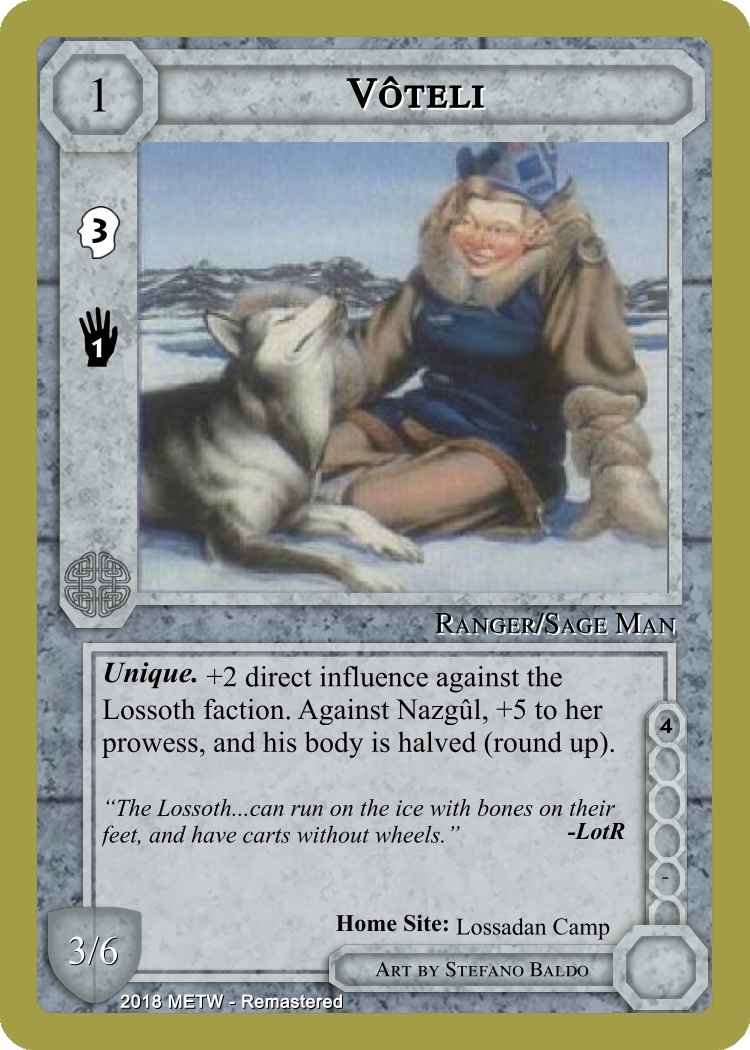 1
VÔTELI
3
1
RANGER/SAGE MAN
Unique. +2 direct influence against the
Lossoth faction. Against Nazgûl, +5 to her
prowess, and his body is halved (round up).
4
“The Lossoth...can run on the ice with bones on their
feet, and have carts without wheels.” -LotR
-
Home Site: Lossadan Camp
3/6
ART BY STEFANO BALDO
2018 METW - Remastered